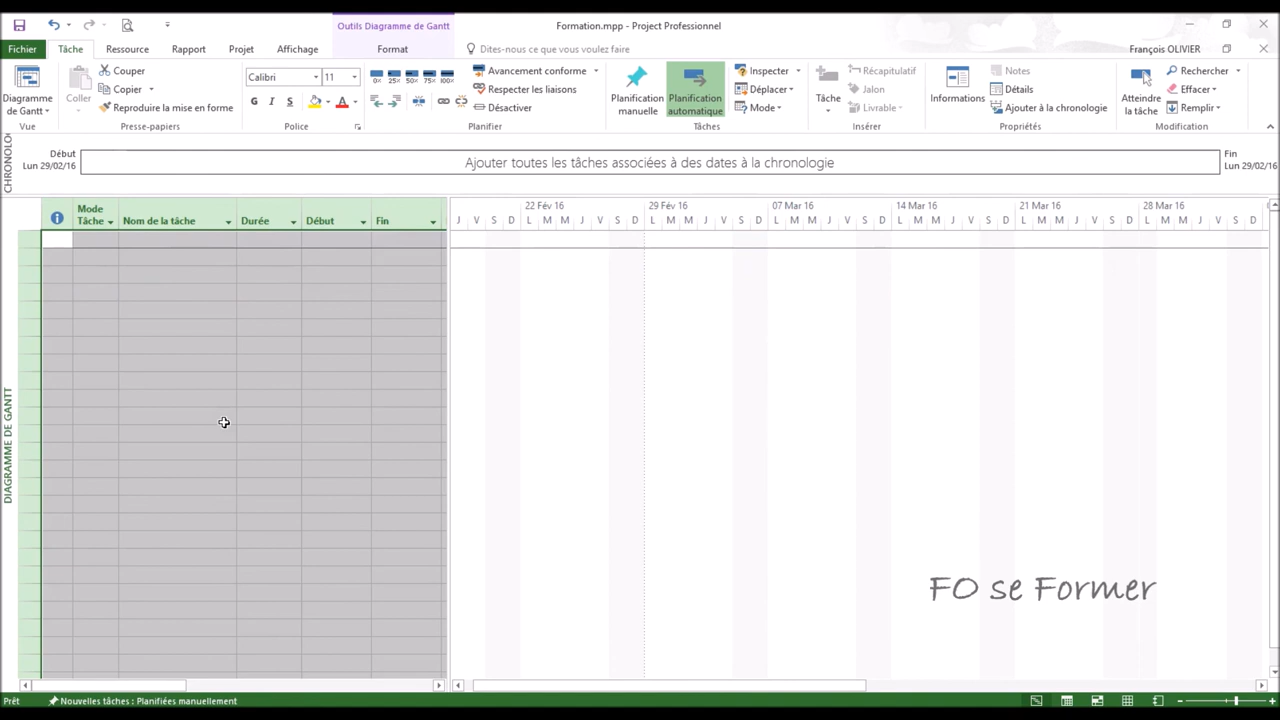 Outils Diagramme de Gantt
Formation.mpp - Project Professionnel
Fichier Tâche Ressource Rapport Projet Affichage Format Dites-nous ce que vous voulez faire François OLIVIER
Diagramme de Gantt
Vue
Coller
Couper
Copier
Reproduire la mise en forme
Presse-papiers
Calibri 11
G I S
Police
0% 25% 50% 75% 100%
Avancement conforme
Respecter les liaisons
Désactiver
Planifier
Planification manuelle
Planification automatique
Inspecter
Déplacer
Mode
Tâches
Tâche
Récapitulatif
Jalon
Livrable
Insérer
Informations
Notes
Détails
Ajouter à la chronologie
Propriétés
Atteindre la tâche
Rechercher
Effacer
Remplir
Modification
Début
Lun 29/02/16
Ajouter toutes les tâches associées à des dates à la chronologie
Fin
Lun 29/02/16
Mode Tâche Nom de la tâche Durée Début Fin
22 Fév 16 29 Fév 16 07 Mar 16 14 Mar 16 21 Mar 16 28 Mar 16
J V S D L M M J V S D L M M J V S D L M M J V S D L M M J V S D L M M J V S D L M M J V S D
DIAGRAMME DE GANTT
FO se Former
Prêt Nouvelles tâches : Planifiées manuellement